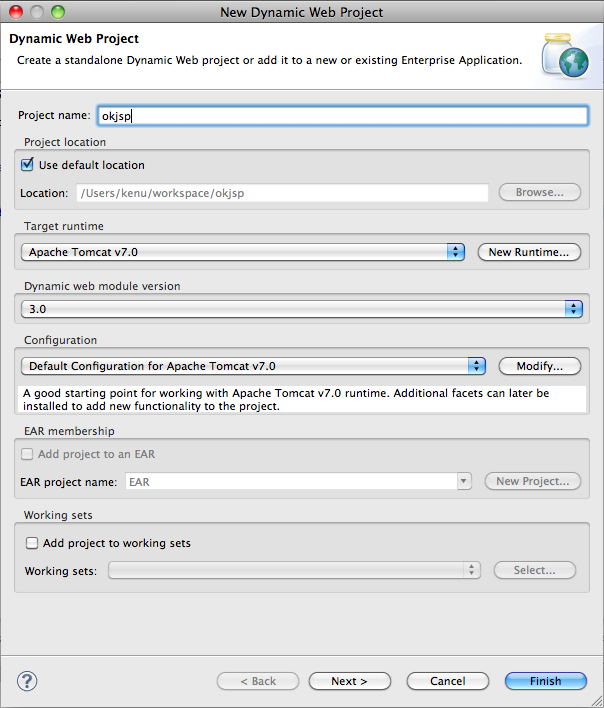 New Dynamic Web Project
Dynamic Web Project
Create a standalone Dynamic Web project or add it to a new or existing Enterprise Application.
Project name: okjsp
Project location
Use default location
Location: /Users/kenu/workspace/okjsp Browse...
Target runtime
Apache Tomcat v7.0 New Runtime...
Dynamic web module version
3.0
Configuration
Default Configuration for Apache Tomcat v7.0 Modify...
A good starting point for working with Apache Tomcat v7.0 runtime. Additional facets can later be
installed to add new functionality to the project.
EAR membership
Add project to an EAR
EAR project name: EAR New Project...
Working sets
Add project to working sets
Working sets: Select...
? < Back Next > Cancel Finish